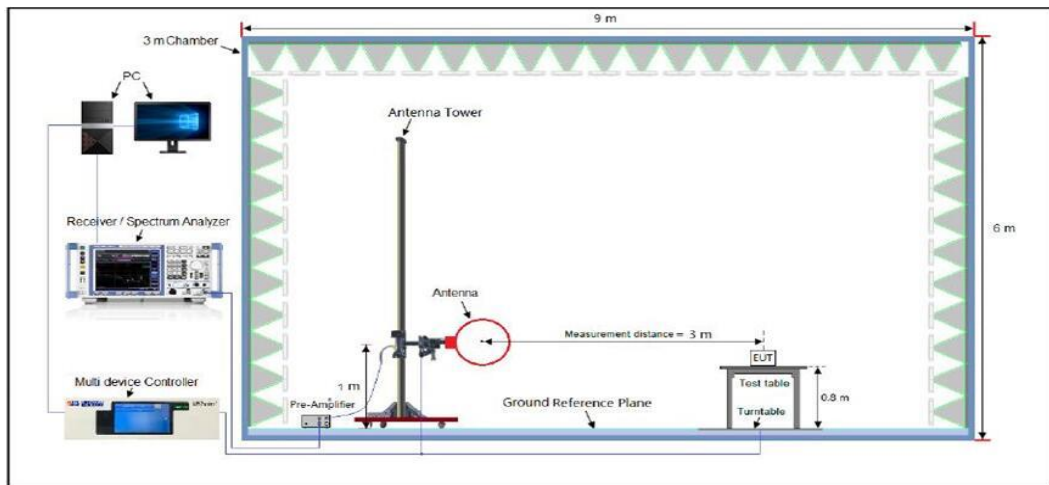 9 m
3 m Chamber
PC
Antenna Tower
Receiver / Spectrum Analyzer
6 m
Antenna
Measurement distance = 3 m
EUT
1 m
Multi device Controller
Test table
0.8 m
Pre-Amplifier
Ground Reference Plane
Turntable